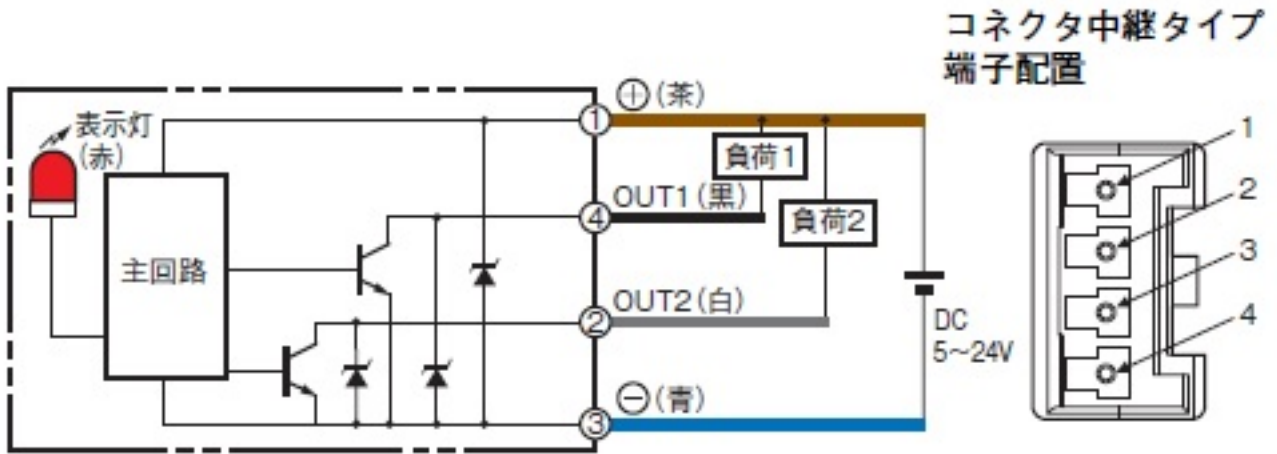 コネクタ中継タイプ
端子配置
表示灯
(赤)
主回路
①
⊕(茶)
負荷1
④
OUT1(黒)
負荷2
②
OUT2(白)
DC
5〜24V
③
⊖(青)
1
2
3
4